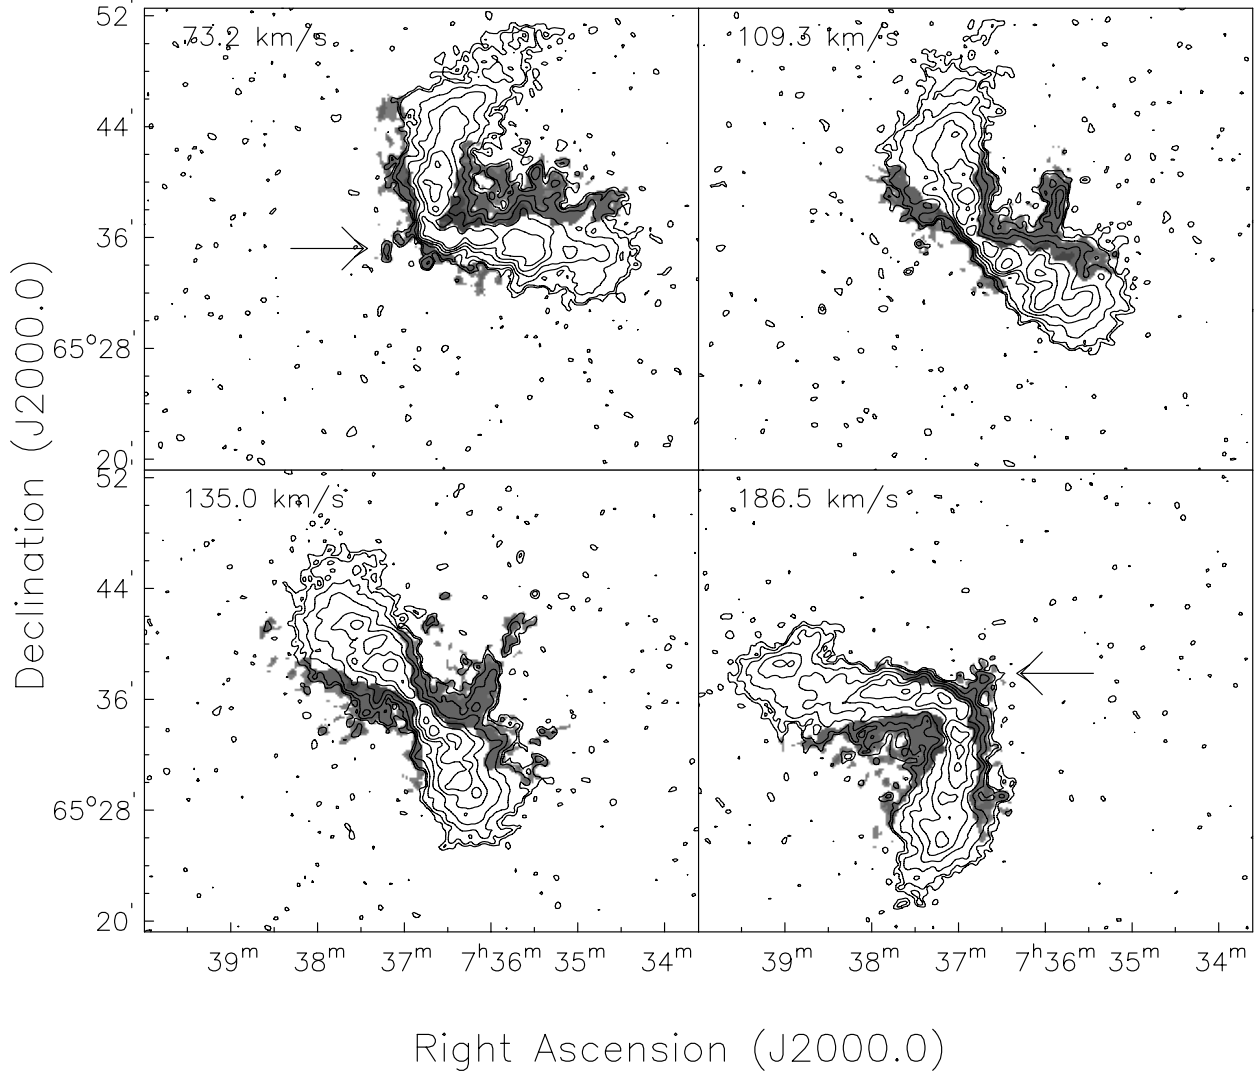 73.2 km/s
109.3 km/s
135.0 km/s
186.5 km/s
52'
44'
36'
65°28'
20'
52'
44'
36'
65°28'
20'
39ᵐ 38ᵐ 37ᵐ 7ʰ36ᵐ 35ᵐ 34ᵐ
39ᵐ 38ᵐ 37ᵐ 7ʰ36ᵐ 35ᵐ 34ᵐ
Declination (J2000.0)
Right Ascension (J2000.0)